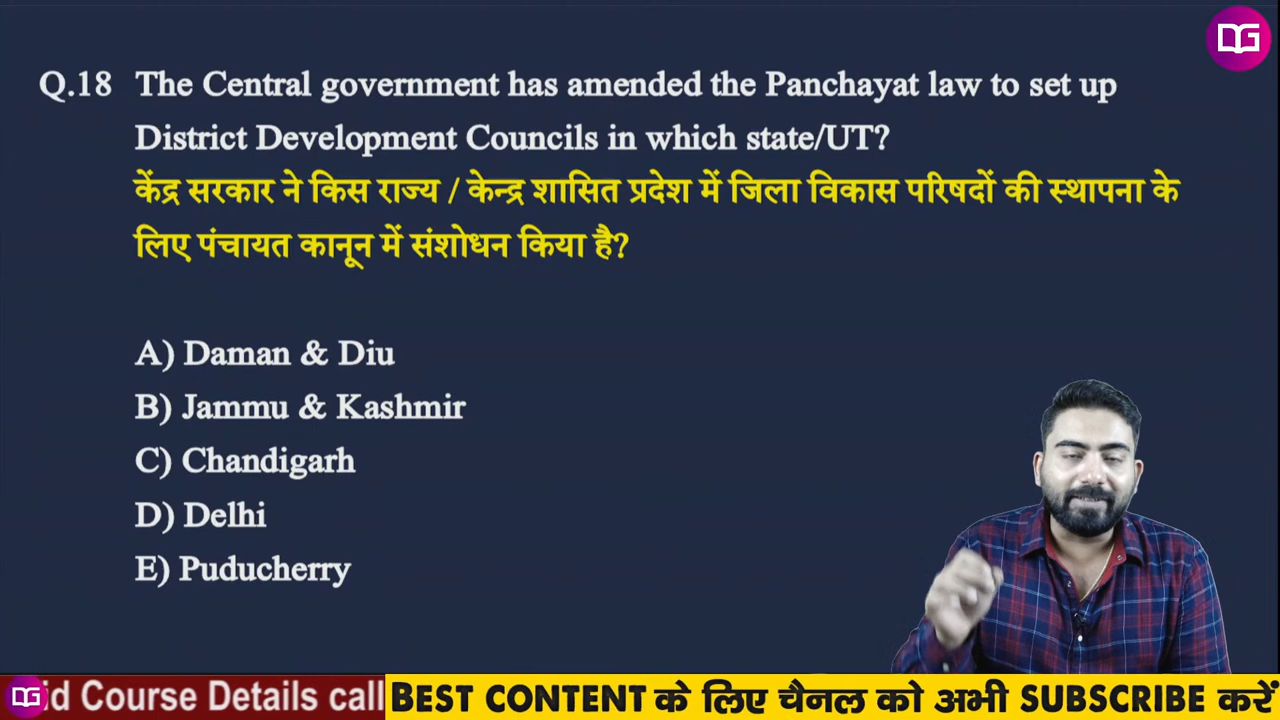 Q.18 The Central government has amended the Panchayat law to set up
District Development Councils in which state/UT?
केंद्र सरकार ने किस राज्य / केन्द्र शासित प्रदेश में जिला विकास परिषदों की स्थापना के
लिए पंचायत कानून में संशोधन किया है?
A) Daman & Diu
B) Jammu & Kashmir
C) Chandigarh
D) Delhi
E) Puducherry
id Course Details call
BEST CONTENT के लिए चैनल को अभी SUBSCRIBE करें